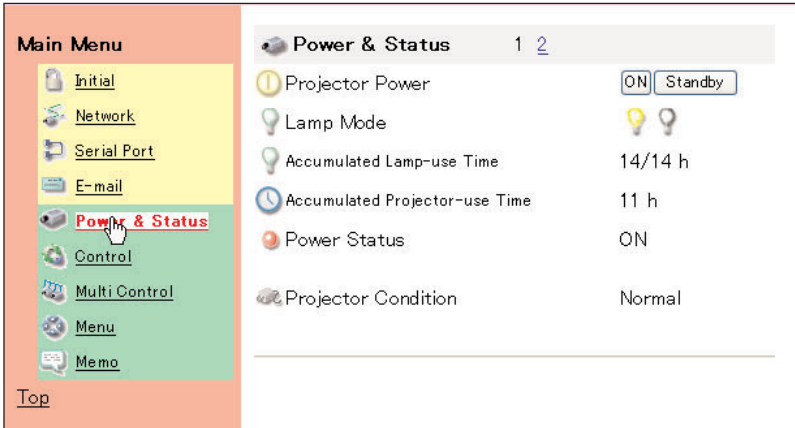 Main Menu
Initial
Network
Serial Port
E-mail
Power & Status
Control
Multi Control
Menu
Memo
Top
Power & Status 1 2
Projector Power ON Standby
Lamp Mode
Accumulated Lamp-use Time 14/14 h
Accumulated Projector-use Time 11 h
Power Status ON
Projector Condition Normal